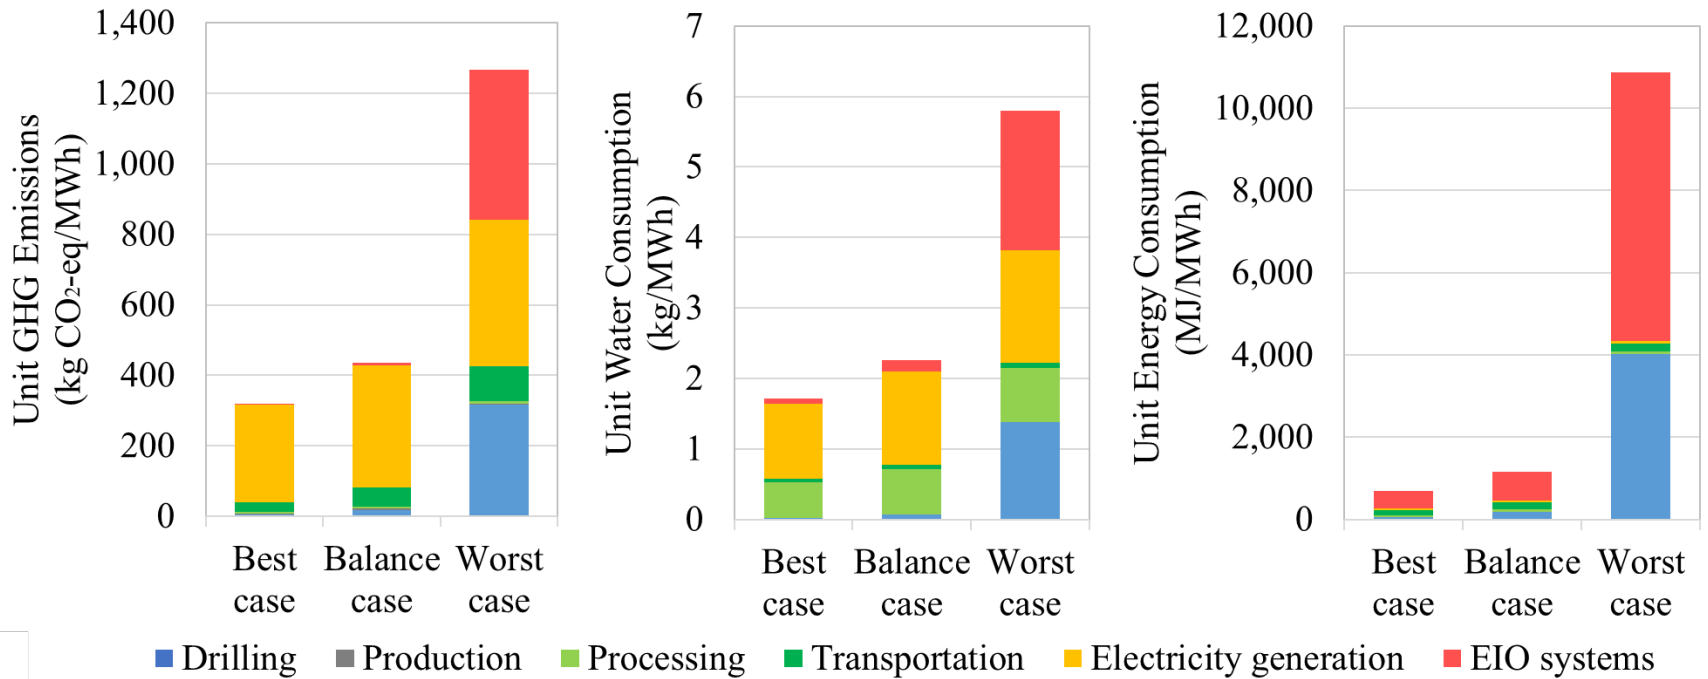 Unit GHG Emissions
(kg CO₂-eq/MWh)
1,400
1,200
1,000
800
600
400
200
0
Best case
Balance case
Worst case
Unit Water Consumption
(kg/MWh)
7
6
5
4
3
2
1
0
Best case
Balance case
Worst case
Unit Energy Consumption
(MJ/MWh)
12,000
10,000
8,000
6,000
4,000
2,000
0
Best case
Balance case
Worst case
Drilling
Production
Processing
Transportation
Electricity generation
EIO systems